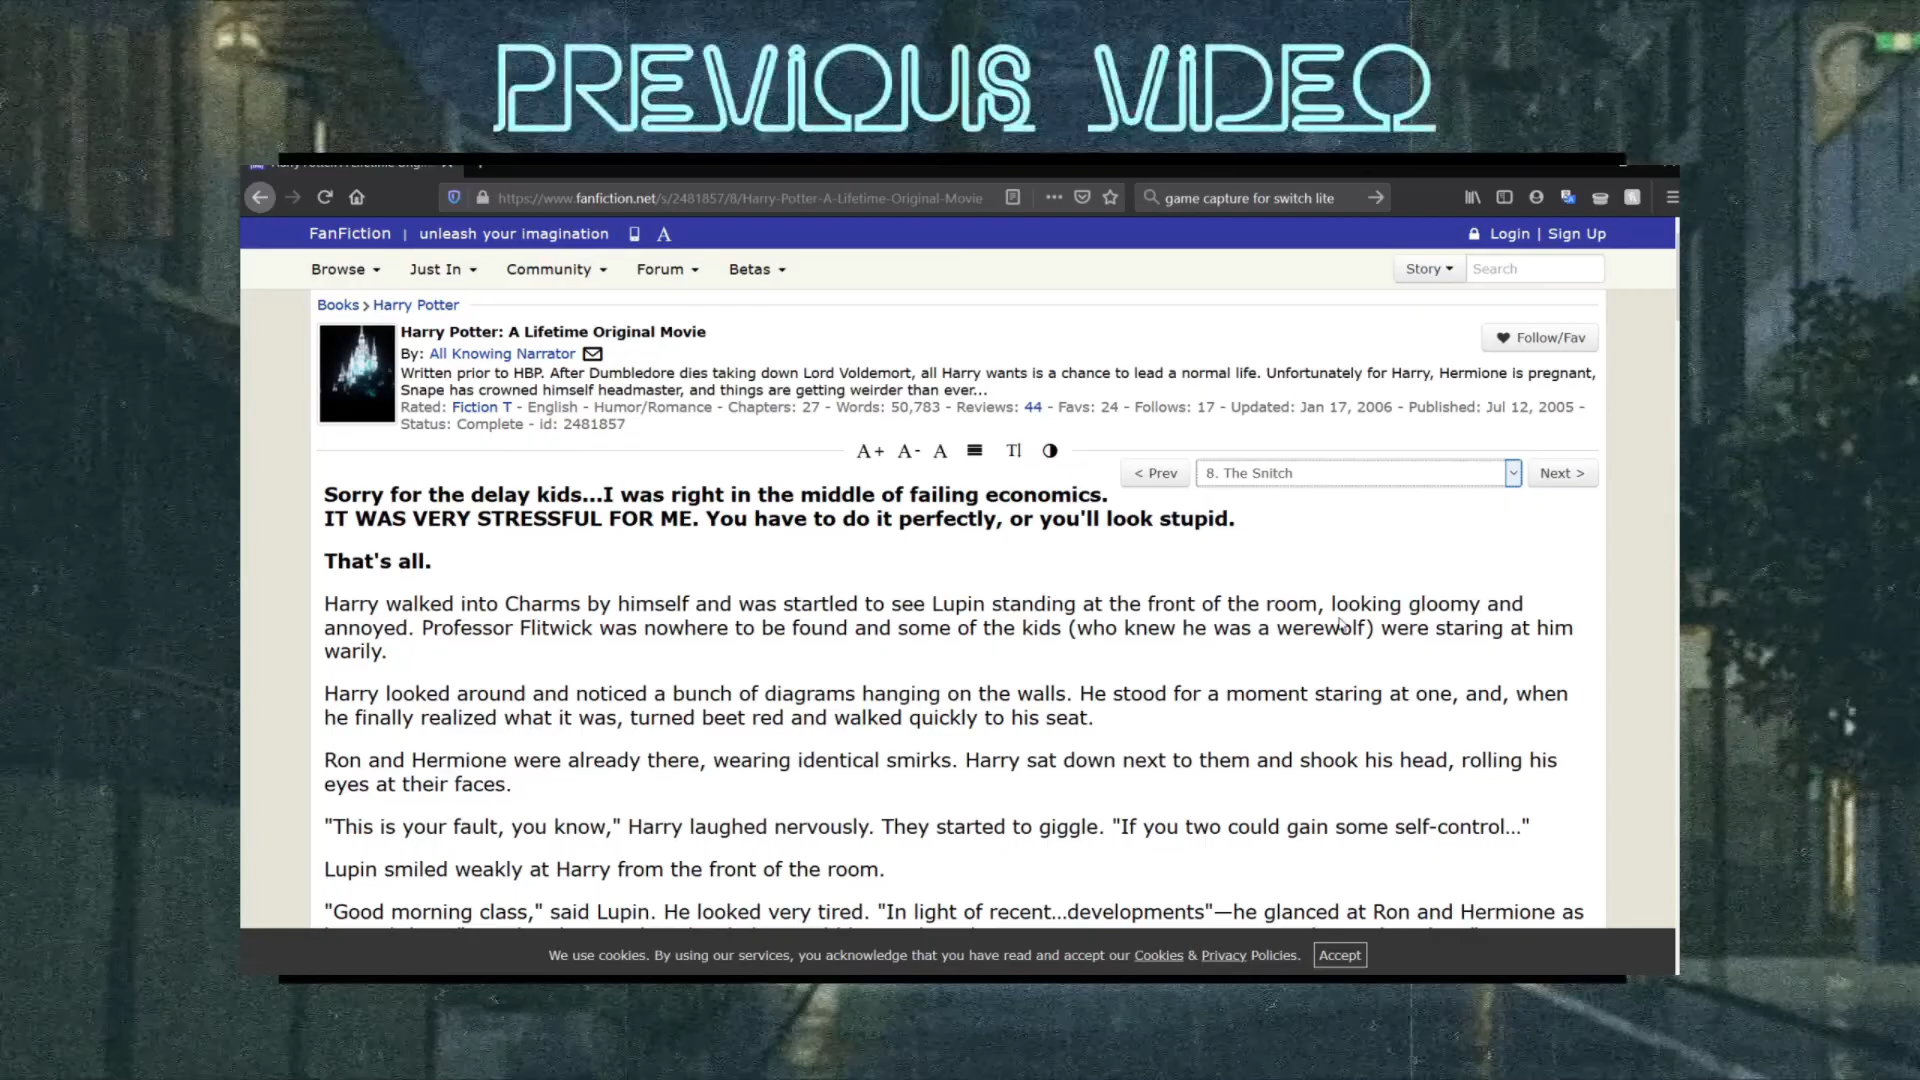 PREVIOUS VIDEO
https://www.fanfiction.net/s/2481857/8/Harry-Potter-A-Lifetime-Original-Movie
game capture for switch lite
FanFiction | unleash your imagination
Login | Sign Up
Browse Just In Community Forum Betas
Story Search
Books > Harry Potter
Harry Potter: A Lifetime Original Movie
Follow/Fav
By: All Knowing Narrator
Written prior to HBP. After Dumbledore dies taking down Lord Voldemort, all Harry wants is a chance to lead a normal life. Unfortunately for Harry, Hermione is pregnant,
Snape has crowned himself headmaster, and things are getting weirder than ever...
Rated: Fiction T - English - Humor/Romance - Chapters: 27 - Words: 50,783 - Reviews: 44 - Favs: 24 - Follows: 17 - Updated: Jan 17, 2006 - Published: Jul 12, 2005 -
Status: Complete - id: 2481857
A+ A- A
< Prev 8. The Snitch Next >
Sorry for the delay kids...I was right in the middle of failing economics.
IT WAS VERY STRESSFUL FOR ME. You have to do it perfectly, or you'll look stupid.
That's all.
Harry walked into Charms by himself and was startled to see Lupin standing at the front of the room, looking gloomy and
annoyed. Professor Flitwick was nowhere to be found and some of the kids (who knew he was a werewolf) were staring at him
warily.
Harry looked around and noticed a bunch of diagrams hanging on the walls. He stood for a moment staring at one, and, when
he finally realized what it was, turned beet red and walked quickly to his seat.
Ron and Hermione were already there, wearing identical smirks. Harry sat down next to them and shook his head, rolling his
eyes at their faces.
"This is your fault, you know," Harry laughed nervously. They started to giggle. "If you two could gain some self-control..."
Lupin smiled weakly at Harry from the front of the room.
"Good morning class," said Lupin. He looked very tired. "In light of recent...developments"—he glanced at Ron and Hermione as
We use cookies. By using our services, you acknowledge that you have read and accept our Cookies & Privacy Policies. Accept